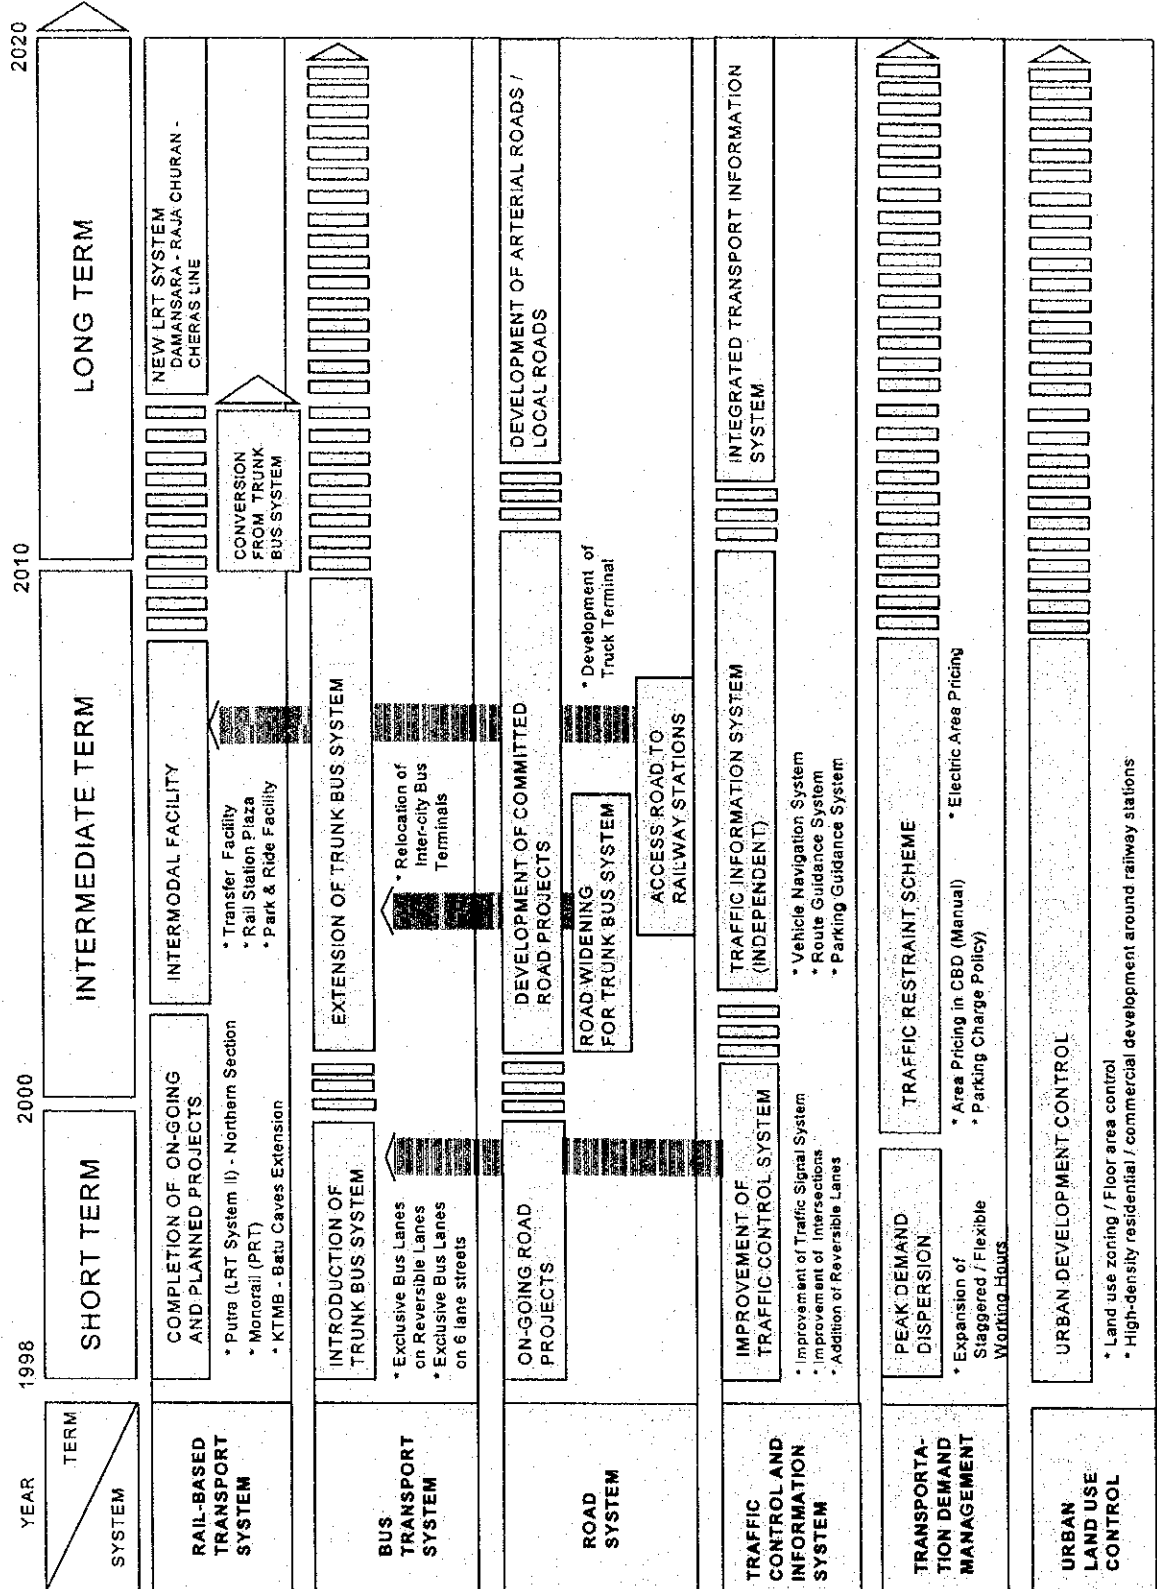 YEAR
1998
2000
2010
2020
TERM
SYSTEM
SHORT TERM
INTERMEDIATE TERM
LONG TERM
RAIL-BASED
TRANSPORT
SYSTEM
COMPLETION OF ON-GOING
AND PLANNED PROJECTS
* Putra (LRT System II) - Northern Section
* Monorail (PRT)
* KTMB - Batu Caves Extension
INTERMODAL FACILITY
* Transfer Facility
* Rail Station Plaza
* Park & Ride Facility
NEW LRT SYSTEM
DAMANSARA - RAJA CHURAN -
CHERAS LINE
CONVERSION
FROM TRUNK
BUS SYSTEM
BUS
TRANSPORT
SYSTEM
INTRODUCTION OF
TRUNK BUS SYSTEM
* Exclusive Bus Lanes
on Reversible Lanes
* Exclusive Bus Lanes
on 6 lane streets
EXTENSION OF TRUNK BUS SYSTEM
* Relocation of
Inter-city Bus
Terminals
ROAD
SYSTEM
ON-GOING ROAD
PROJECTS
DEVELOPMENT OF COMMITTED
ROAD PROJECTS
ROAD WIDENING
FOR TRUNK BUS SYSTEM
ACCESS ROAD TO
RAILWAY STATIONS
* Development of
Truck Terminal
DEVELOPMENT OF ARTERIAL ROADS /
LOCAL ROADS
TRAFFIC
CONTROL AND
INFORMATION
SYSTEM
IMPROVEMENT OF
TRAFFIC CONTROL SYSTEM
* Improvement of Traffic Signal System
* Improvement of Intersections
* Addition of Reversible Lanes
TRAFFIC INFORMATION SYSTEM
(INDEPENDENT)
* Vehicle Navigation System
* Route Guidance System
* Parking Guidance System
INTEGRATED TRANSPORT INFORMATION
SYSTEM
TRANSPORTA-
TION DEMAND
MANAGEMENT
PEAK DEMAND
DISPERSION
* Expansion of
Staggered / Flexible
Working Hours
TRAFFIC RESTRAINT SCHEME
* Area Pricing in CBD (Manual)
* Parking Charge Policy)
* Electric Area Pricing
URBAN
LAND USE
CONTROL
URBAN DEVELOPMENT CONTROL
* Land use zoning / Floor area control
* High-density residential / commercial development around railway stations